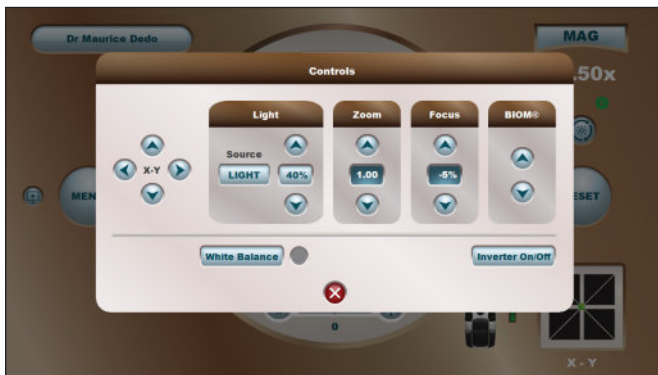 Dr Maurice Dedo
MAG
.50x
Controls
Light
Zoom
Focus
BIOM®
Source
X-Y
LIGHT
40%
1.00
-5%
MEN
ESET
White Balance
Inverter On/Off
0
X - Y